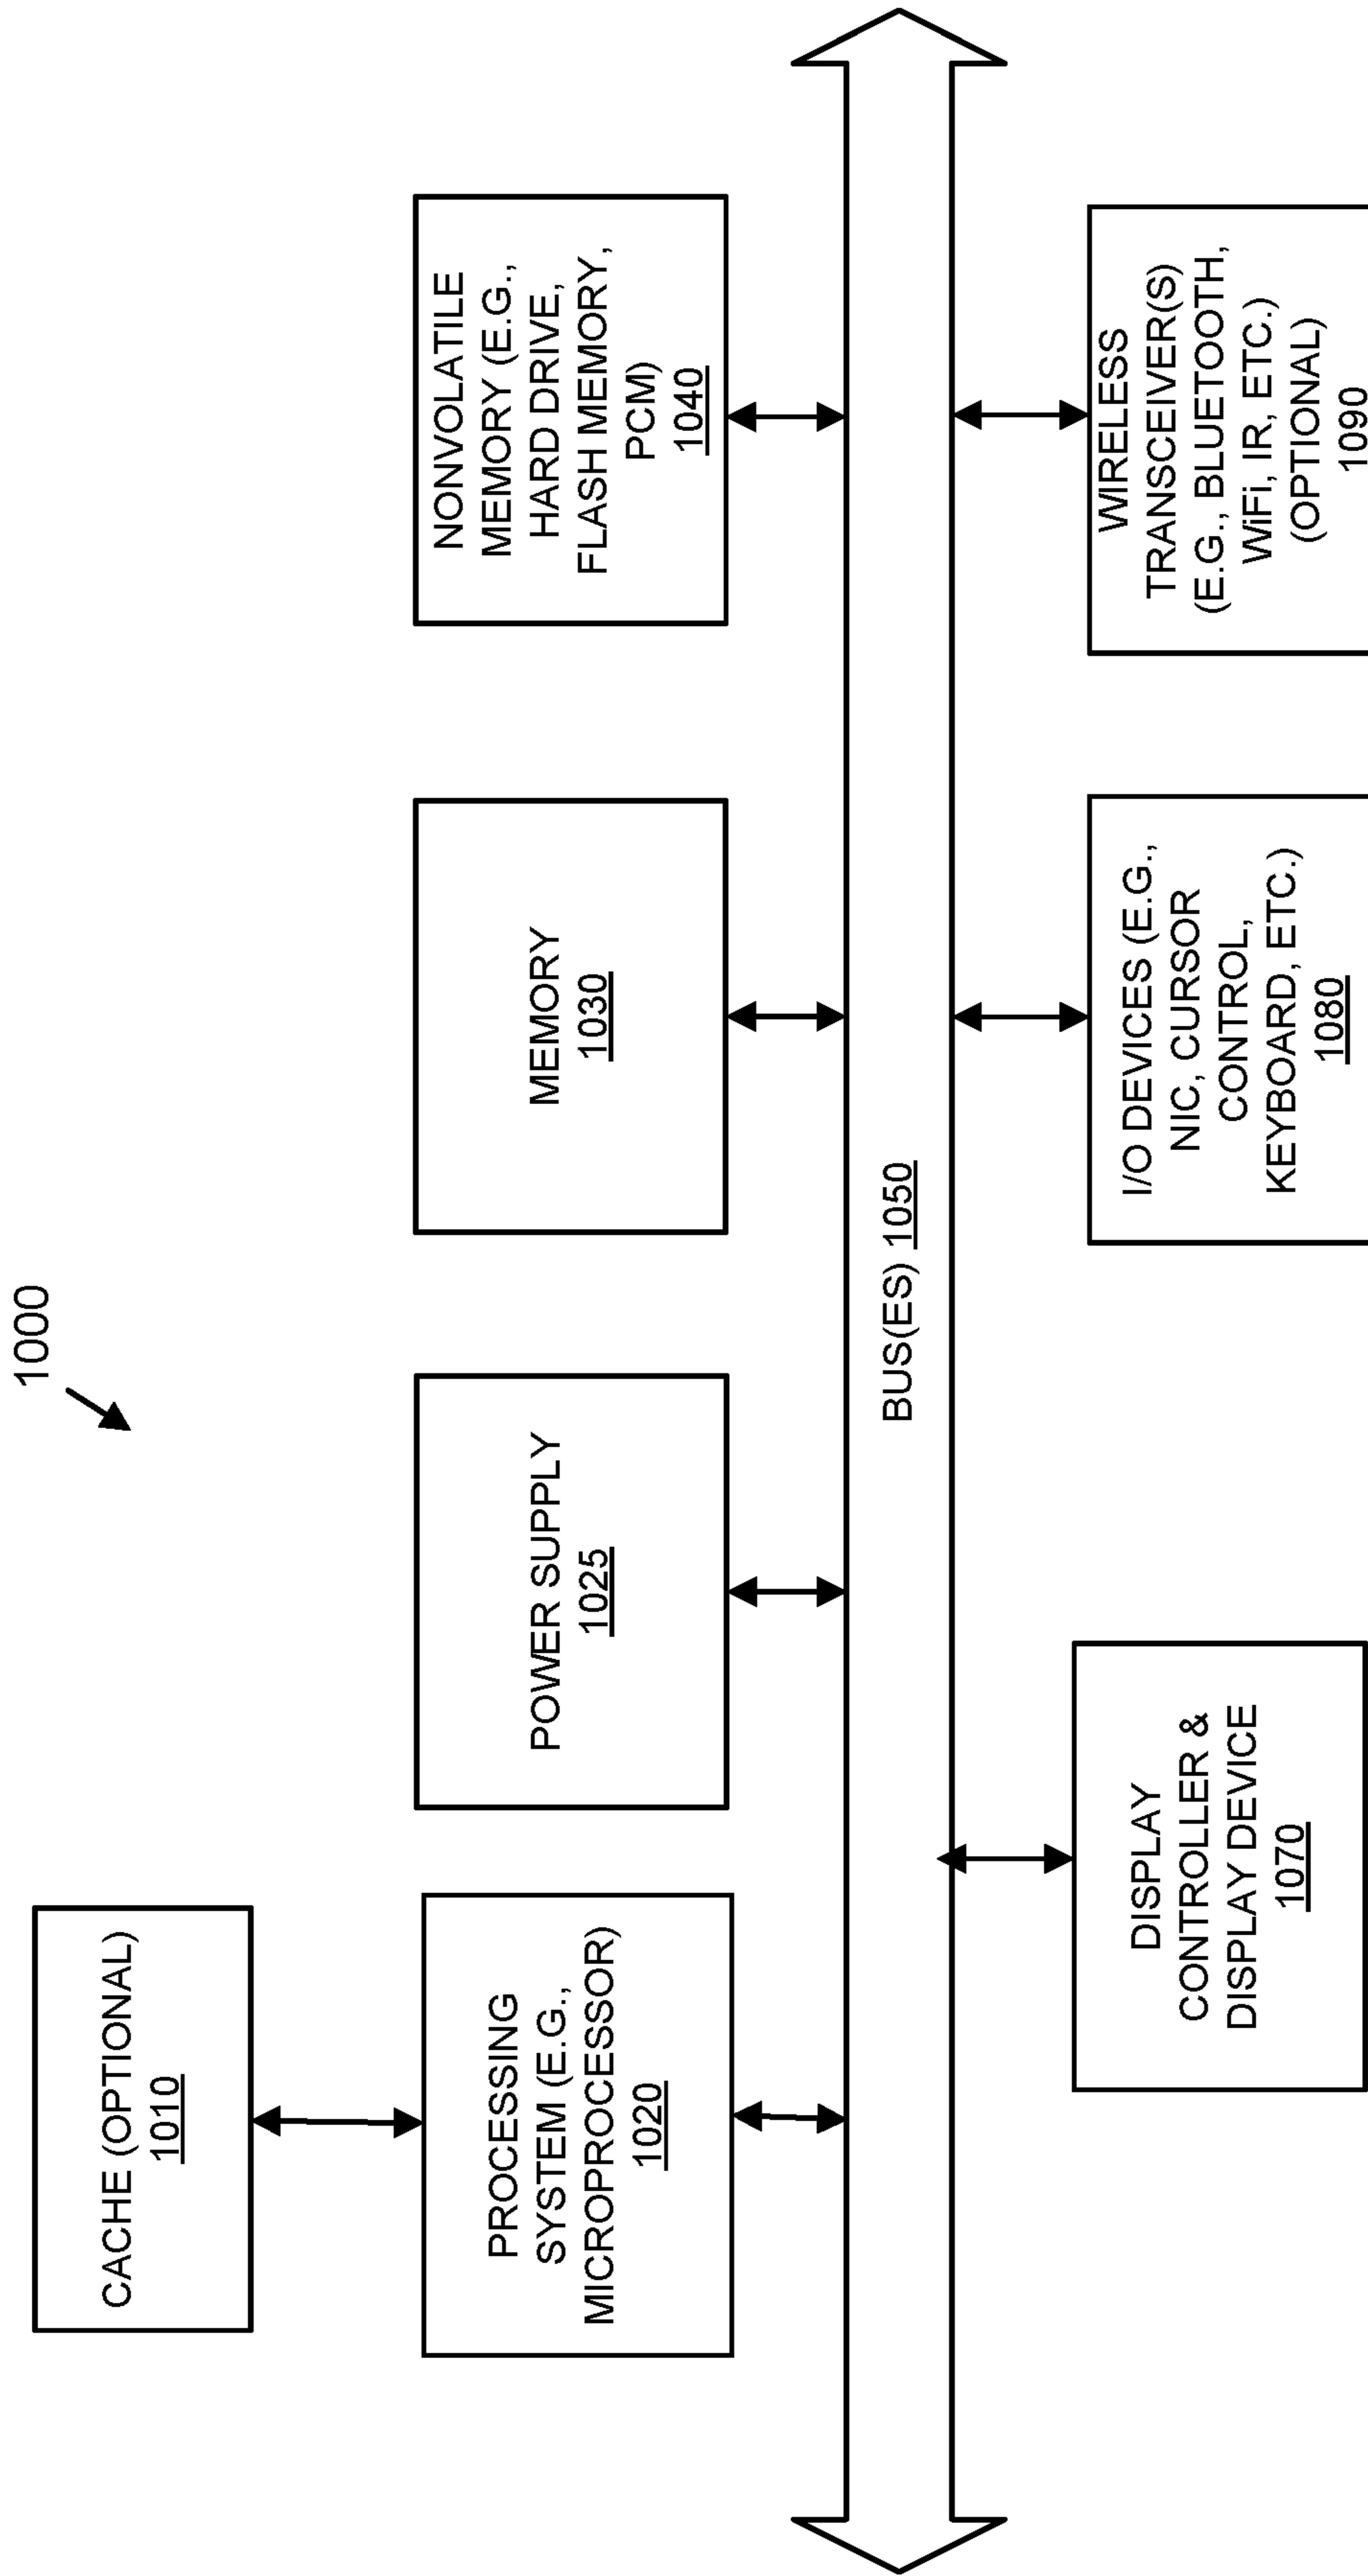 1000
CACHE (OPTIONAL)
1010
PROCESSING
SYSTEM (E.G.,
MICROPROCESSOR)
1020
POWER SUPPLY
1025
MEMORY
1030
NONVOLATILE
MEMORY (E.G.,
HARD DRIVE,
FLASH MEMORY,
PCM)
1040
BUS(ES) 1050
DISPLAY
CONTROLLER &
DISPLAY DEVICE
1070
I/O DEVICES (E.G.,
NIC, CURSOR
CONTROL,
KEYBOARD, ETC.)
1080
WIRELESS
TRANSCEIVER(S)
(E.G., BLUETOOTH,
WiFi, IR, ETC.)
(OPTIONAL)
1090